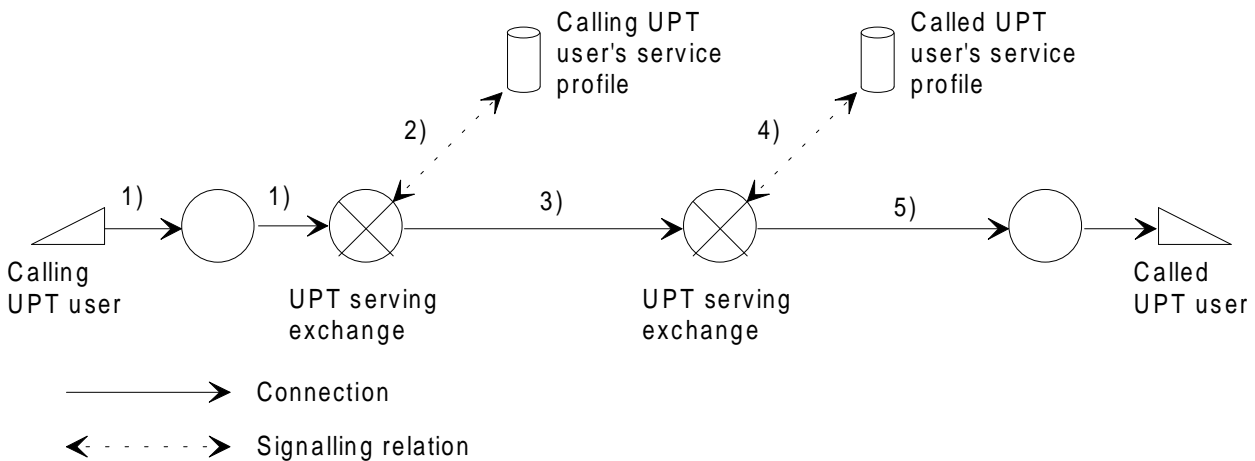 Calling UPT
user's service
profile
Called UPT
user's service
profile
2)
4)
1)
1)
3)
5)
Calling
UPT user
UPT serving
exchange
UPT serving
exchange
Called
UPT user
Connection
Signalling relation